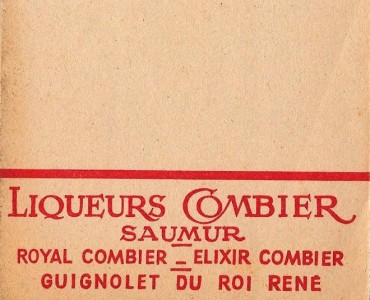 LIQUEURS COMBIER
SAUMUR
ROYAL COMBIER - ELIXIR COMBIER
GUIGNOLET DU ROI RENÉ